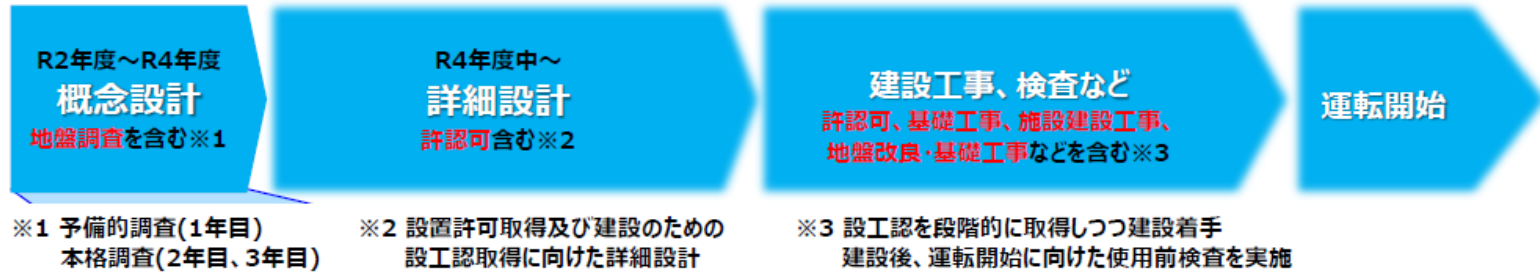 R2年度～R4年度
概念設計
地盤調査を含む※1
R4年度中～
詳細設計
許認可含む※2
建設工事、検査など
許認可、基礎工事、施設建設工事、
地盤改良・基礎工事などを含む※3
運転開始
※1 予備的調査(1年目)
本格調査(2年目、3年目)
※2 設置許可取得及び建設のための
設工認取得に向けた詳細設計
※3 設工認を段階的に取得しつつ建設着手
建設後、運転開始に向けた使用前検査を実施